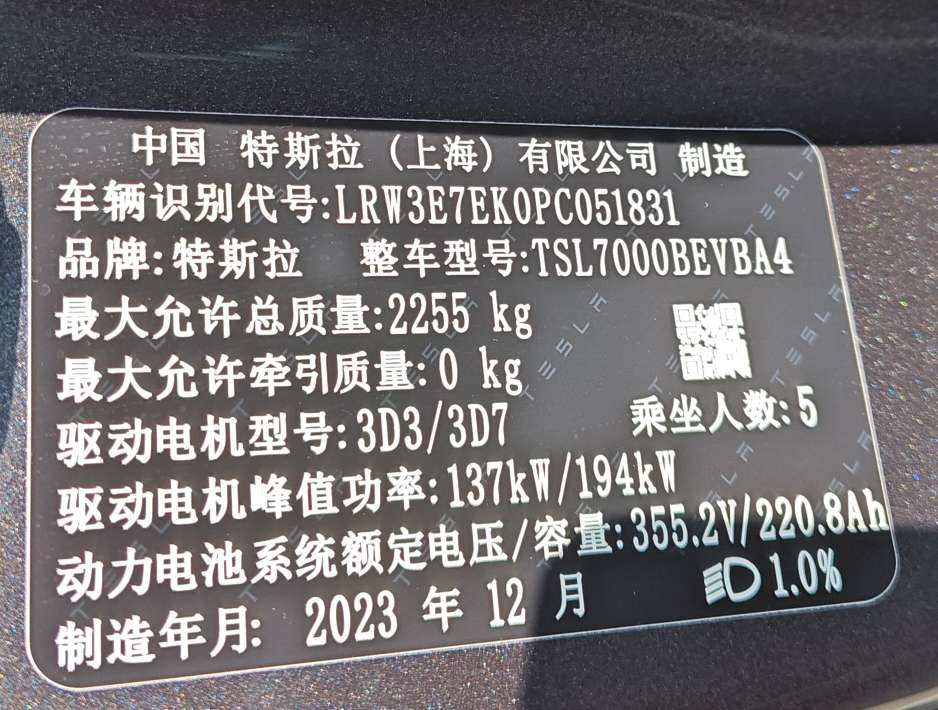 中国 特斯拉 (上海) 有限公司 制造
车辆识别代号:LRW3E7EK0PC051831
品牌:特斯拉 整车型号:TSL7000BEVBA4
最大允许总质量:2255 kg
最大允许牵引质量:0 kg
乘坐人数:5
驱动电机型号:3D3/3D7
驱动电机峰值功率:137kW/194kW
动力电池系统额定电压/容量:355.2V/220.8Ah
1.0%
制造年月: 2023 年 12 月
TESLA
TESLA
TESLA
TESLA